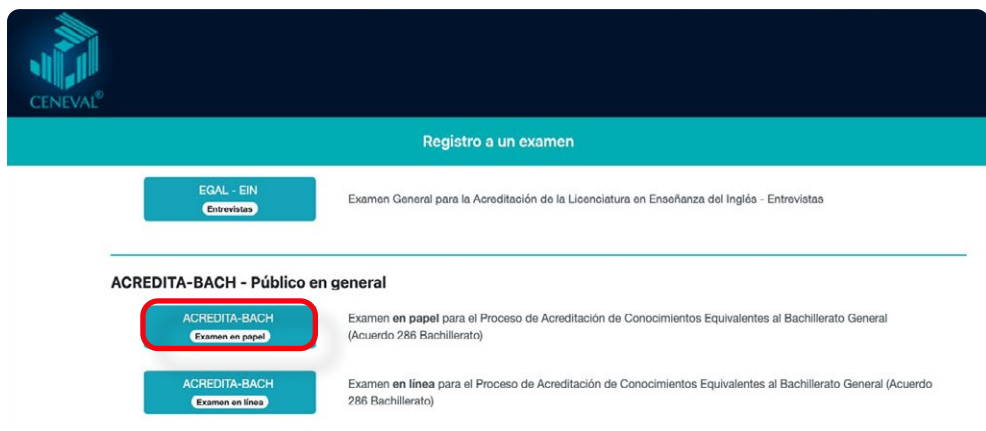 CENEVAL®
Registro a un examen
EGAL - EIN
Entrevistas
Examen General para la Acreditación de la Licenciatura en Enseñanza del Inglés - Entrevistas
ACREDITA-BACH - Público en general
ACREDITA-BACH
Examen en papel
Examen en papel para el Proceso de Acreditación de Conocimientos Equivalentes al Bachillerato General
(Acuerdo 286 Bachillerato)
ACREDITA-BACH
Examen en línea
Examen en línea para el Proceso de Acreditación de Conocimientos Equivalentes al Bachillerato General (Acuerdo
286 Bachillerato)